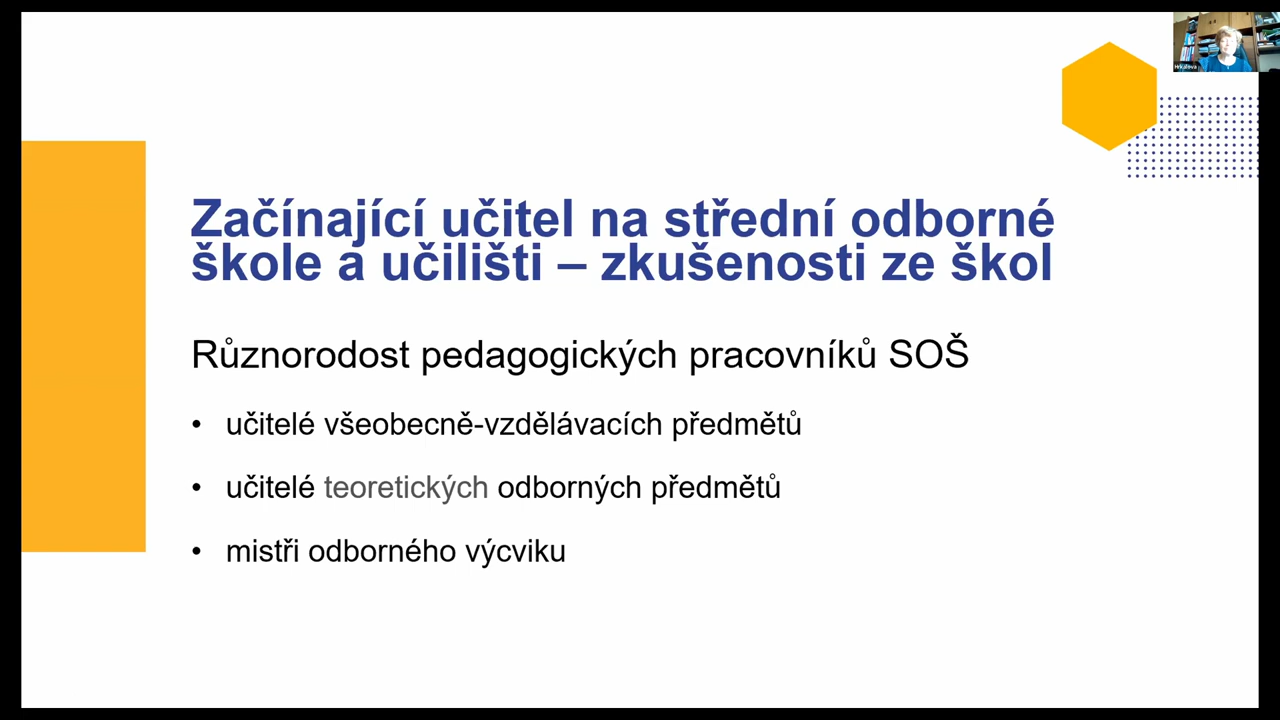 Začínající učitel na střední odborné
škole a učilišti – zkušenosti ze škol
Různorodost pedagogických pracovníků SOŠ
• učitelé všeobecně-vzdělávacích předmětů
• učitelé teoretických odborných předmětů
• mistři odborného výcviku